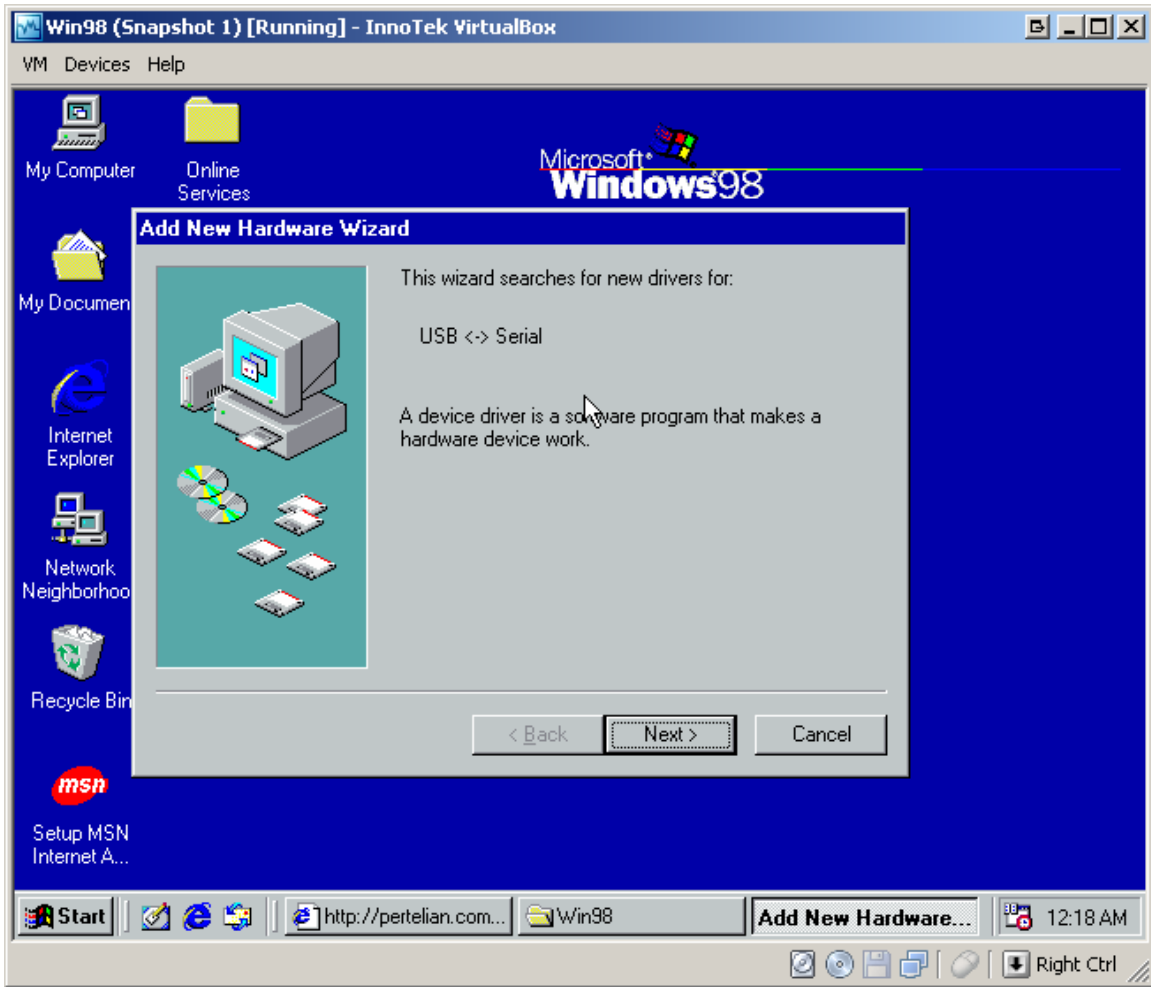 Win98 (Snapshot 1) [Running] - InnoTek VirtualBox
VM Devices Help
My Computer
Online
Services
Microsoft
Windows 98
Add New Hardware Wizard
This wizard searches for new drivers for:
USB <-> Serial
A device driver is a software program that makes a
hardware device work.
< Back
Next >
Cancel
My Documen
Internet
Explorer
Network
Neighborhoo
Recycle Bin
msn
Setup MSN
Internet A...
Start
http://pertelian.com...
Win98
Add New Hardware...
12:18 AM
Right Ctrl